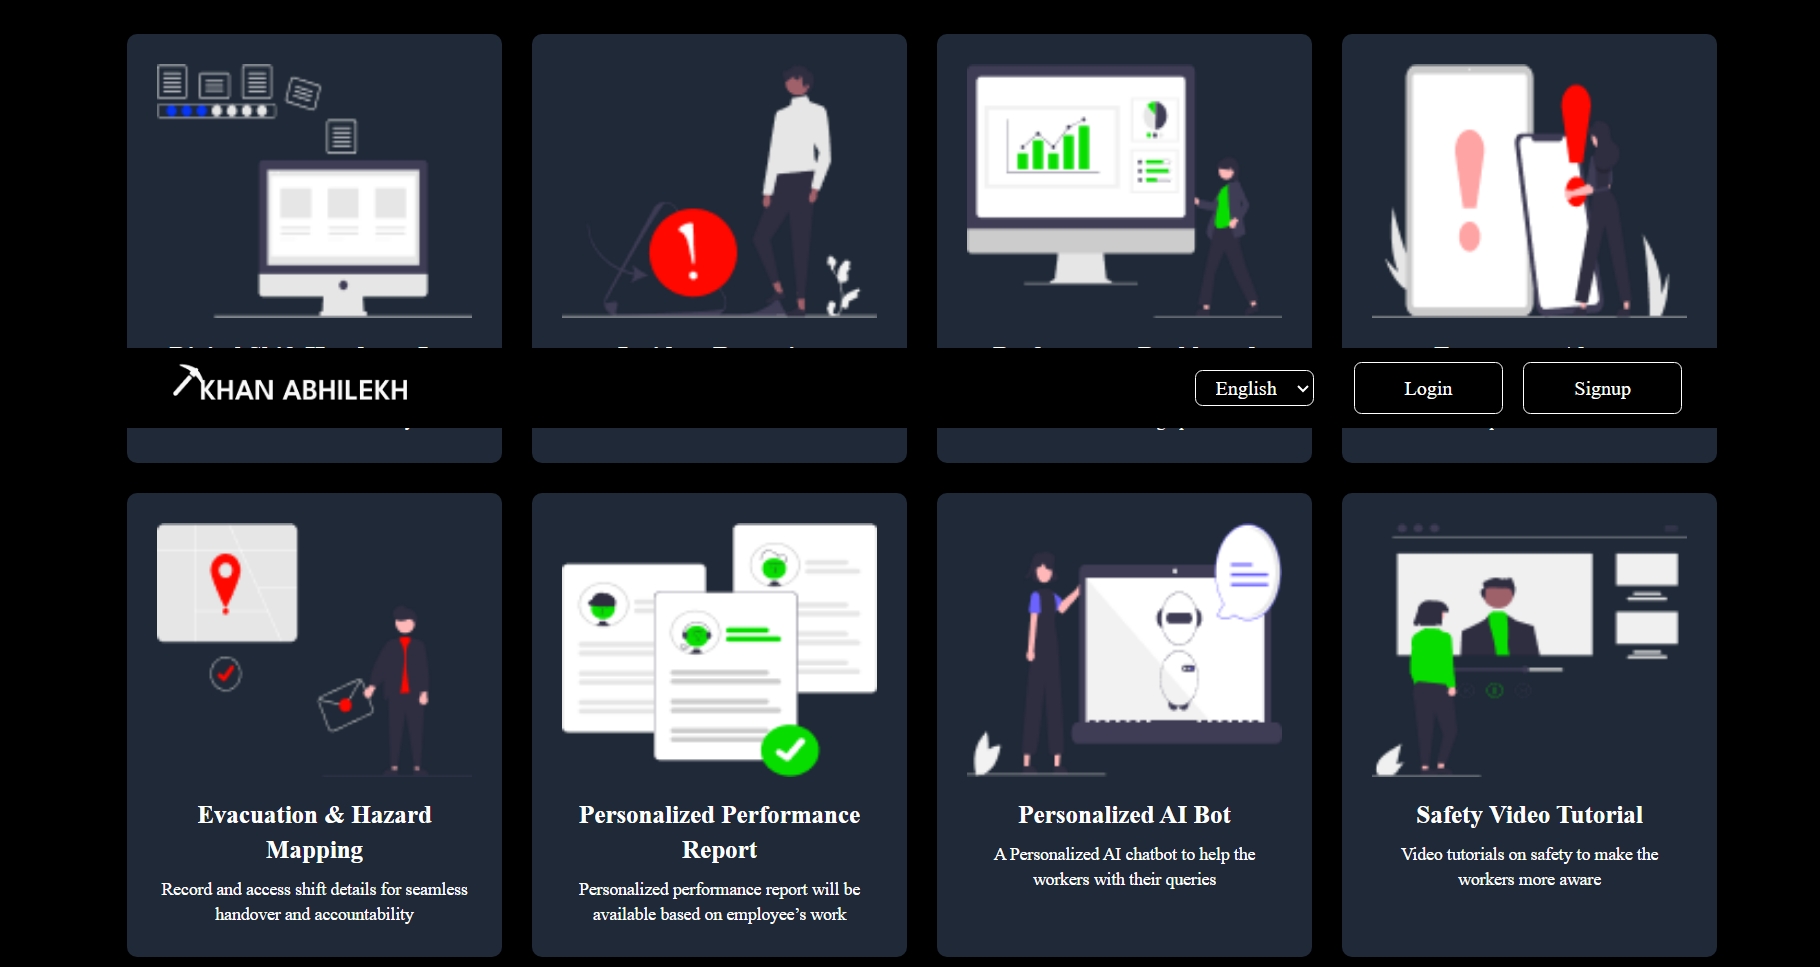 KHAN ABHILEKH
English
Login
Signup
Evacuation & Hazard
Mapping
Record and access shift details for seamless
handover and accountability
Personalized Performance
Report
Personalized performance report will be
available based on employee’s work
Personalized AI Bot
A Personalized AI chatbot to help the
workers with their queries
Safety Video Tutorial
Video tutorials on safety to make the
workers more aware